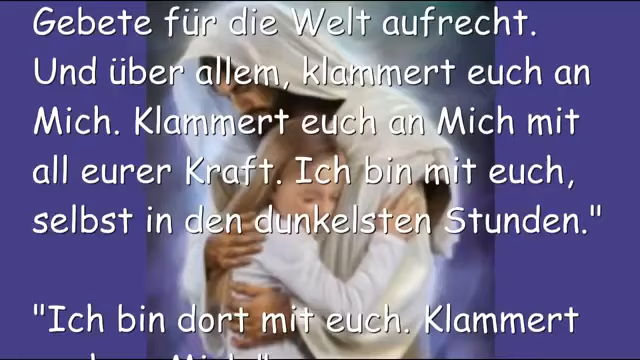 Gebete für die Welt aufrecht.
Und über allem, klammert euch an
Mich. Klammert euch an Mich mit
all eurer Kraft. Ich bin mit euch,
selbst in den dunkelsten Stunden."
"Ich bin dort mit euch. Klammert